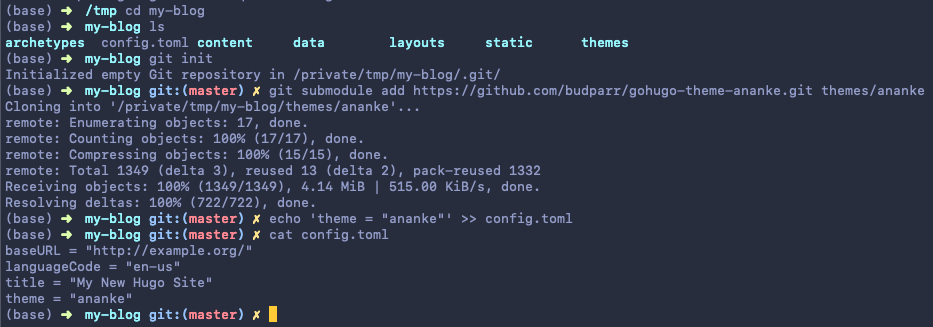 (base) ➜ /tmp cd my-blog
(base) ➜ my-blog ls
archetypes config.toml content data layouts static themes
(base) ➜ my-blog git init
Initialized empty Git repository in /private/tmp/my-blog/.git/
(base) ➜ my-blog git:(master) ✗ git submodule add https://github.com/budparr/gohugo-theme-ananke.git themes/ananke
Cloning into '/private/tmp/my-blog/themes/ananke'...
remote: Enumerating objects: 17, done.
remote: Counting objects: 100% (17/17), done.
remote: Compressing objects: 100% (15/15), done.
remote: Total 1349 (delta 3), reused 13 (delta 2), pack-reused 1332
Receiving objects: 100% (1349/1349), 4.14 MiB | 515.00 KiB/s, done.
Resolving deltas: 100% (722/722), done.
(base) ➜ my-blog git:(master) ✗ echo 'theme = "ananke"' >> config.toml
(base) ➜ my-blog git:(master) ✗ cat config.toml
baseURL = "http://example.org/"
languageCode = "en-us"
title = "My New Hugo Site"
theme = "ananke"
(base) ➜ my-blog git:(master) ✗